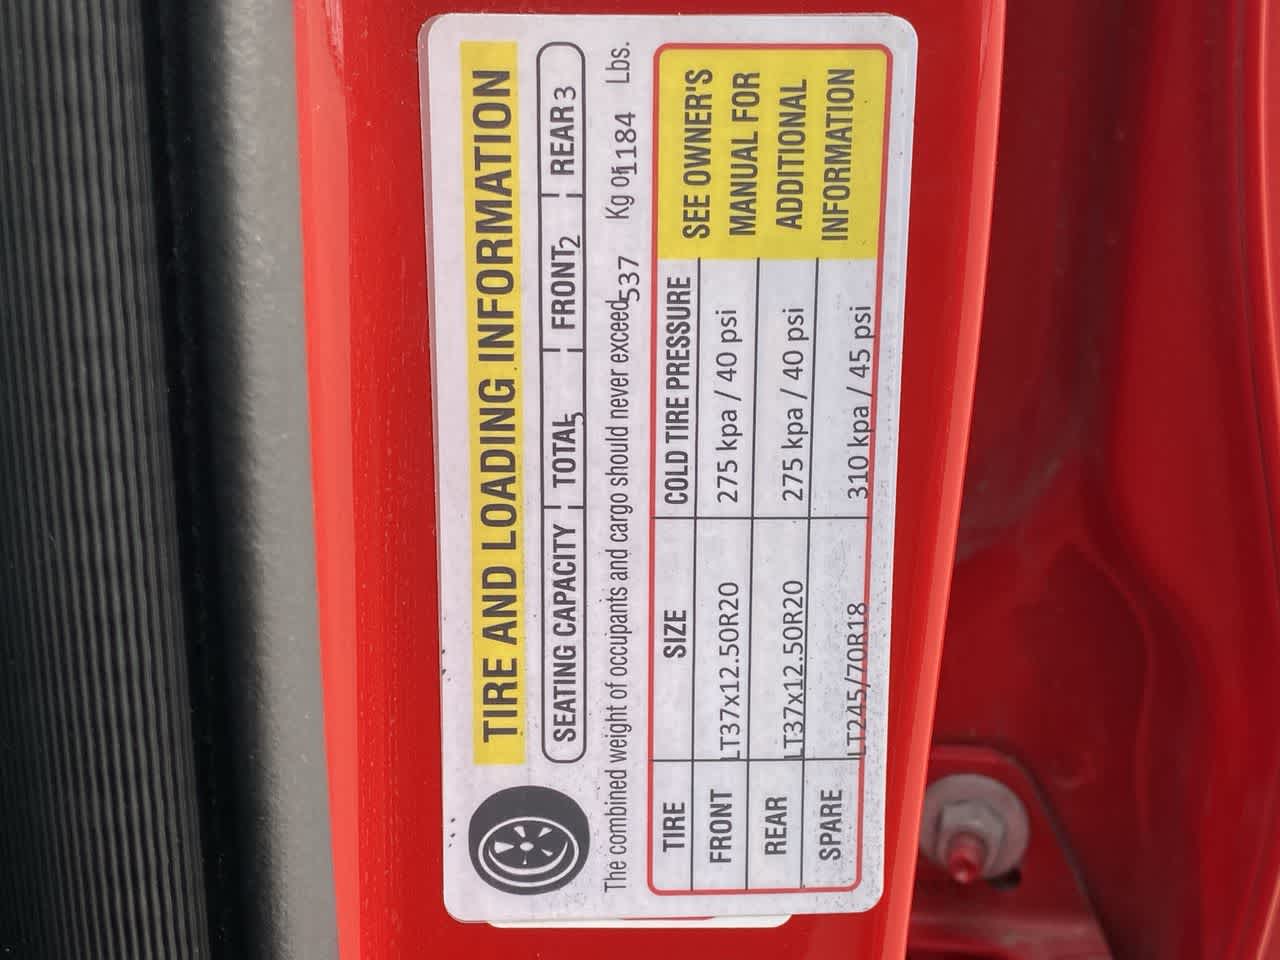 TIRE AND LOADING INFORMATION
SEATING CAPACITY TOTAL 5 FRONT 2 REAR 3
The combined weight of occupants and cargo should never exceed 537 Kg or 1184 Lbs.
TIRE SIZE COLD TIRE PRESSURE
FRONT LT37x12.50R20 275 kpa / 40 psi
REAR LT37x12.50R20 275 kpa / 40 psi
SPARE LT245/70R18 310 kpa / 45 psi
SEE OWNER'S
MANUAL FOR
ADDITIONAL
INFORMATION